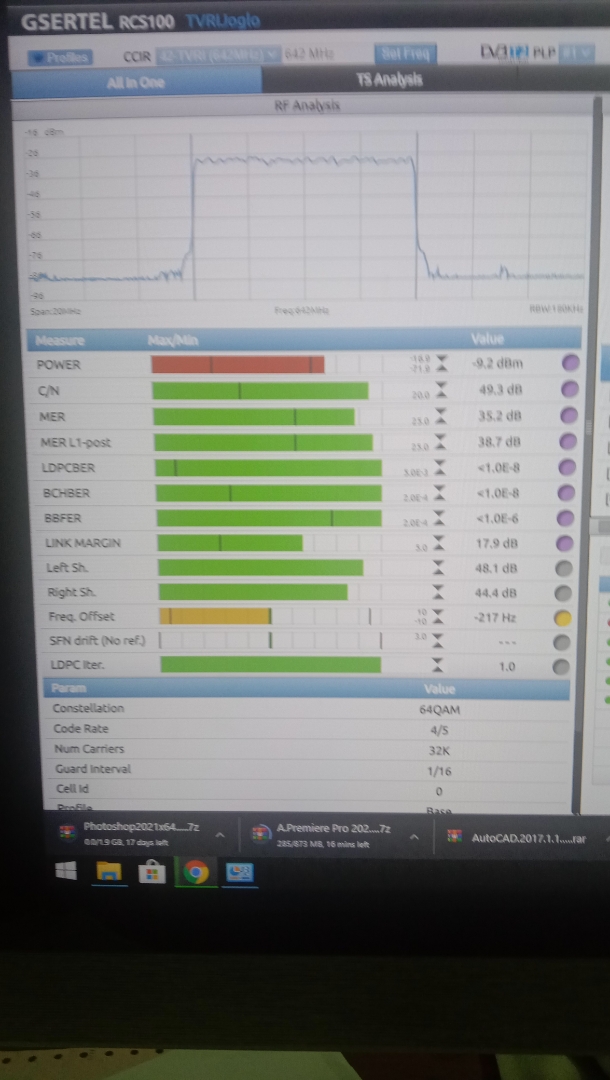 GSERTEL RCS100 TVRIJoglo
Profiles CCIR 42-TVRI (642MHz) 642 MHz Set Freq DVB T2 PLP #1
All in One TS Analysis
RF Analysis
-16 dBm
-26
-36
-46
-56
-66
-76
-86
-96
Span:20MHz Freq:642MHz RBW:100KHz
Measure Max/Min Value
POWER -9.2 dBm
C/N 20.0 49.3 dB
MER 23.0 35.2 dB
MER L1-post 23.0 38.7 dB
LDPCBER 5.0E-3 <1.0E-8
BCHBER 2.0E-4 <1.0E-8
BBFER 2.0E-4 <1.0E-6
LINK MARGIN 3.0 17.9 dB
Left Sh. 48.1 dB
Right Sh. 44.4 dB
Freq. Offset 10 -10 -217 Hz
SFN drift (No ref.) 3.0 ---
LDPC Iter. 1.0
Param Value
Constellation 64QAM
Code Rate 4/5
Num Carriers 32K
Guard Interval 1/16
Cell Id 0
Profile Base
Photoshop2021x64....7z A.Premiere Pro 202....7z AutoCAD.2017.1.1.....rar
0.0/1.9 GB, 17 days left 285/873 MB, 16 mins left